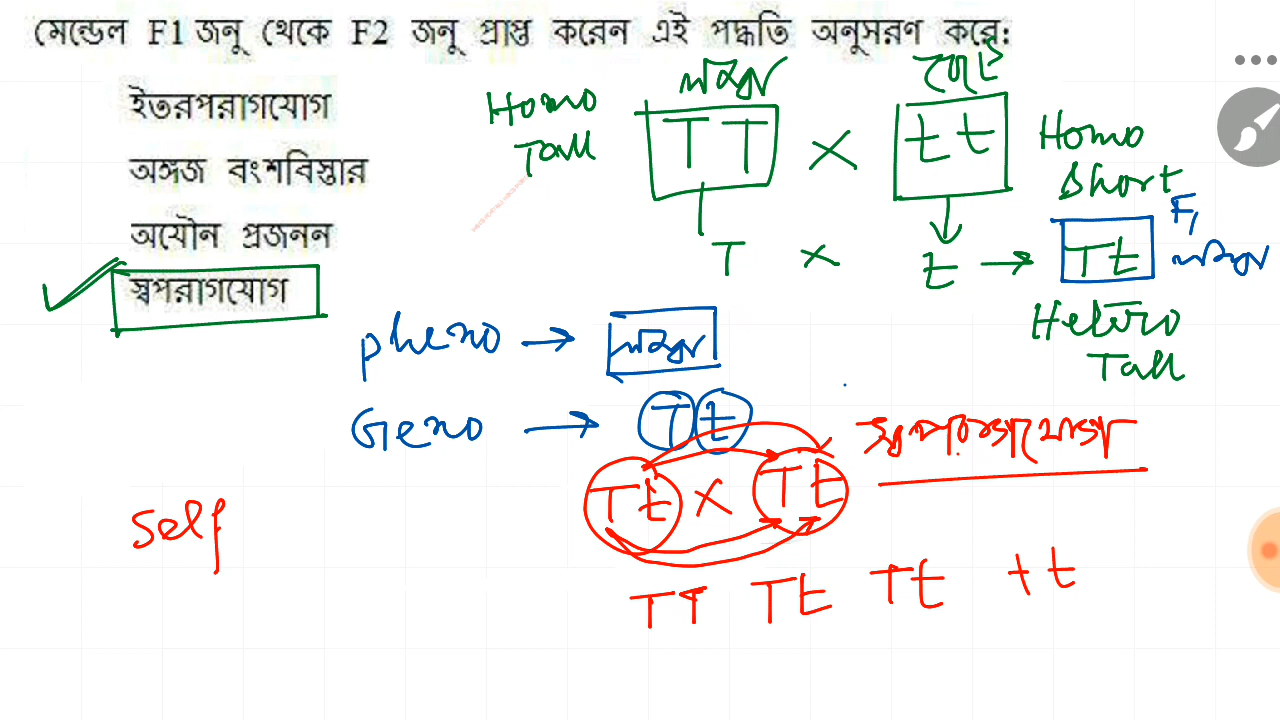 মেন্ডেল F1 জনু থেকে F2 জনু প্রাপ্ত করেন এই পদ্ধতি অনুসরণ করে:
ইতরপরাগযোগ
অঙ্গজ বংশবিস্তার
অযৌন প্রজনন
স্বপরাগযোগ
লম্বা
Homo Tall
TT × tt
Homo Short
T × t → Tt
F1
লম্বা
Hetero Tall
Pheno → লম্বা
Geno → Tt
স্বপরাগযোগ
Tt × Tt
self
TT Tt Tt tt